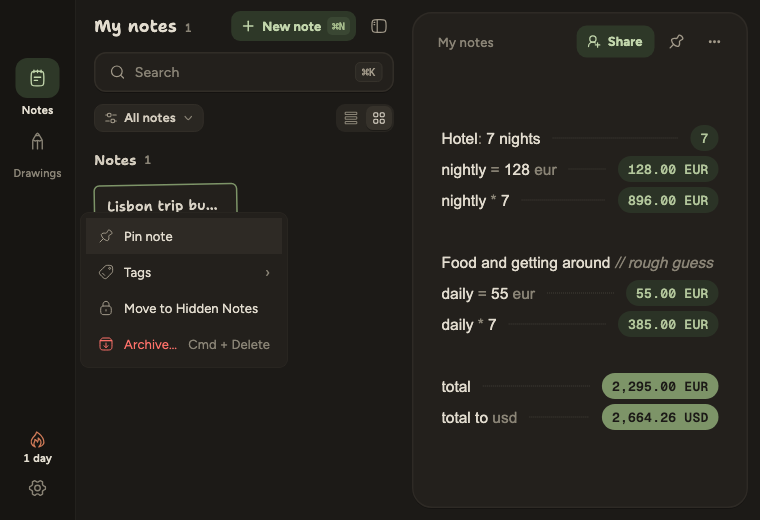 My notes 1
+ New note ⌘N
Search ⌘K
Notes
All notes
Drawings
Notes 1
Lisbon trip bu...
Pin note
Tags
Move to Hidden Notes
Archive... Cmd + Delete
1 day
My notes
Share
Hotel: 7 nights 7
nightly = 128 eur 128.00 EUR
nightly * 7 896.00 EUR
Food and getting around // rough guess
daily = 55 eur 55.00 EUR
daily * 7 385.00 EUR
total 2,295.00 EUR
total to usd 2,664.26 USD